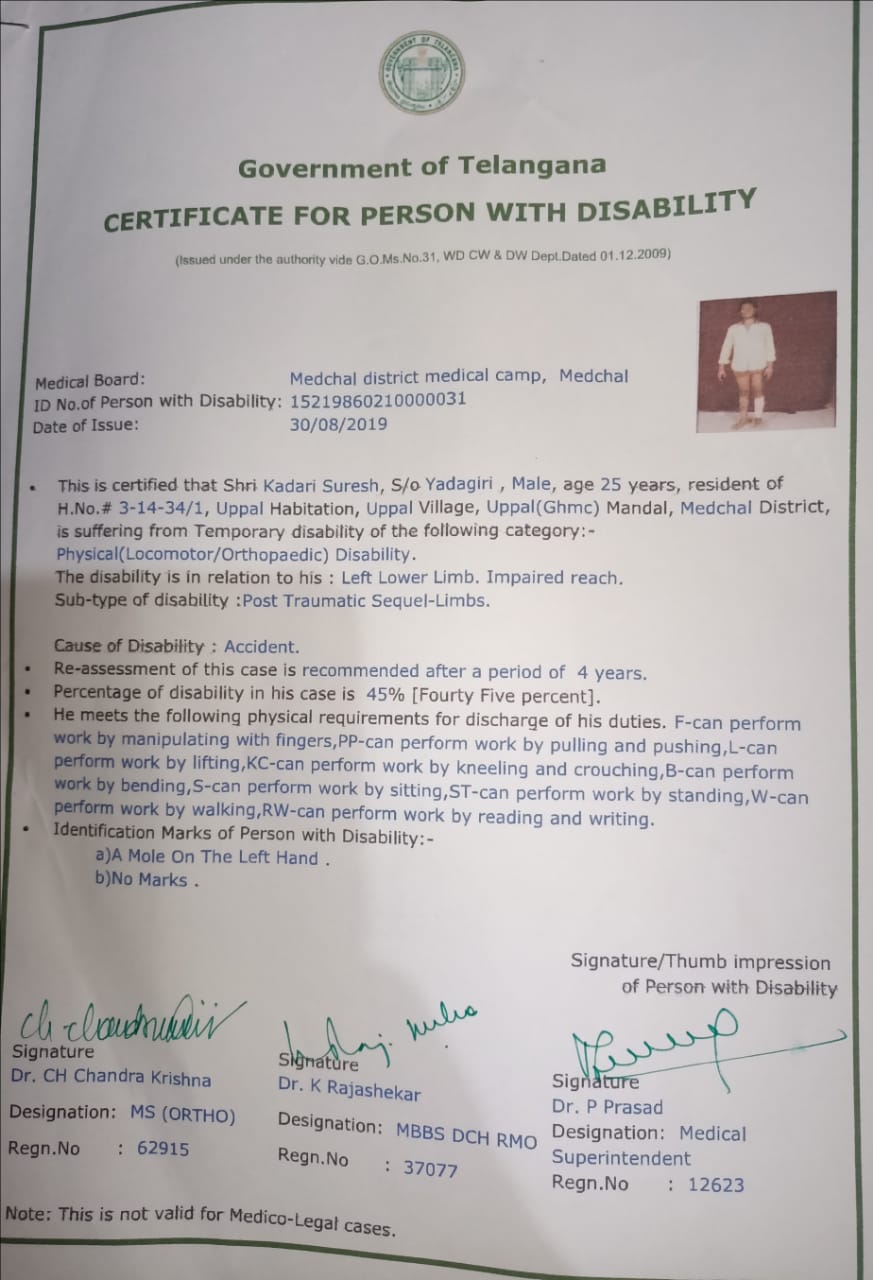 GOVERNMENT OF TELANGANA
Government of Telangana
CERTIFICATE FOR PERSON WITH DISABILITY
(Issued under the authority vide G.O.Ms.No.31, WD CW & DW Dept.Dated 01.12.2009)
Medical Board: Medchal district medical camp, Medchal
ID No.of Person with Disability: 15219860210000031
Date of Issue: 30/08/2019
• This is certified that Shri Kadari Suresh, S/o Yadagiri , Male, age 25 years, resident of
H.No.# 3-14-34/1, Uppal Habitation, Uppal Village, Uppal(Ghmc) Mandal, Medchal District,
is suffering from Temporary disability of the following category:-
Physical(Locomotor/Orthopaedic) Disability.
The disability is in relation to his : Left Lower Limb. Impaired reach.
Sub-type of disability :Post Traumatic Sequel-Limbs.
Cause of Disability : Accident.
• Re-assessment of this case is recommended after a period of 4 years.
• Percentage of disability in his case is 45% [Fourty Five percent].
• He meets the following physical requirements for discharge of his duties. F-can perform
work by manipulating with fingers,PP-can perform work by pulling and pushing,L-can
perform work by lifting,KC-can perform work by kneeling and crouching,B-can perform
work by bending,S-can perform work by sitting,ST-can perform work by standing,W-can
perform work by walking,RW-can perform work by reading and writing.
• Identification Marks of Person with Disability:-
a)A Mole On The Left Hand .
b)No Marks .
Signature/Thumb impression
of Person with Disability
Signature
Dr. CH Chandra Krishna
Designation: MS (ORTHO)
Regn.No : 62915
Signature
Dr. K Rajashekar
Designation: MBBS DCH RMO
Regn.No : 37077
Signature
Dr. P Prasad
Designation: Medical
Superintendent
Regn.No : 12623
Note: This is not valid for Medico-Legal cases.